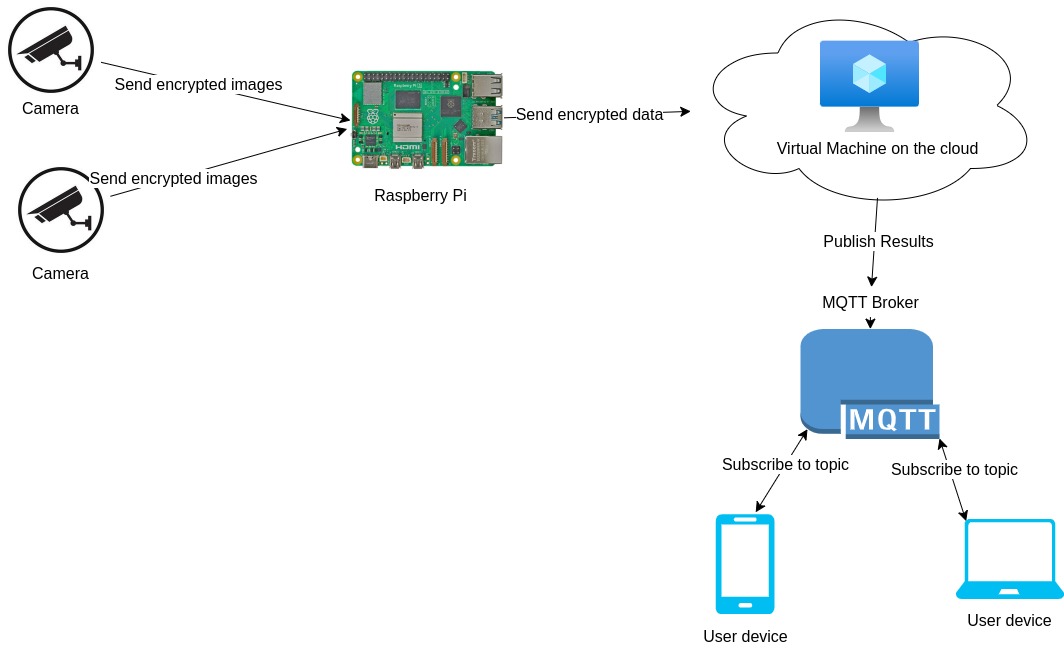 Send encrypted images
Camera
Send encrypted images
Camera
HDMI
Raspberry Pi
Send encrypted data
Virtual Machine on the cloud
Publish Results
MQTT Broker
MQTT
Subscribe to topic
Subscribe to topic
User device
User device